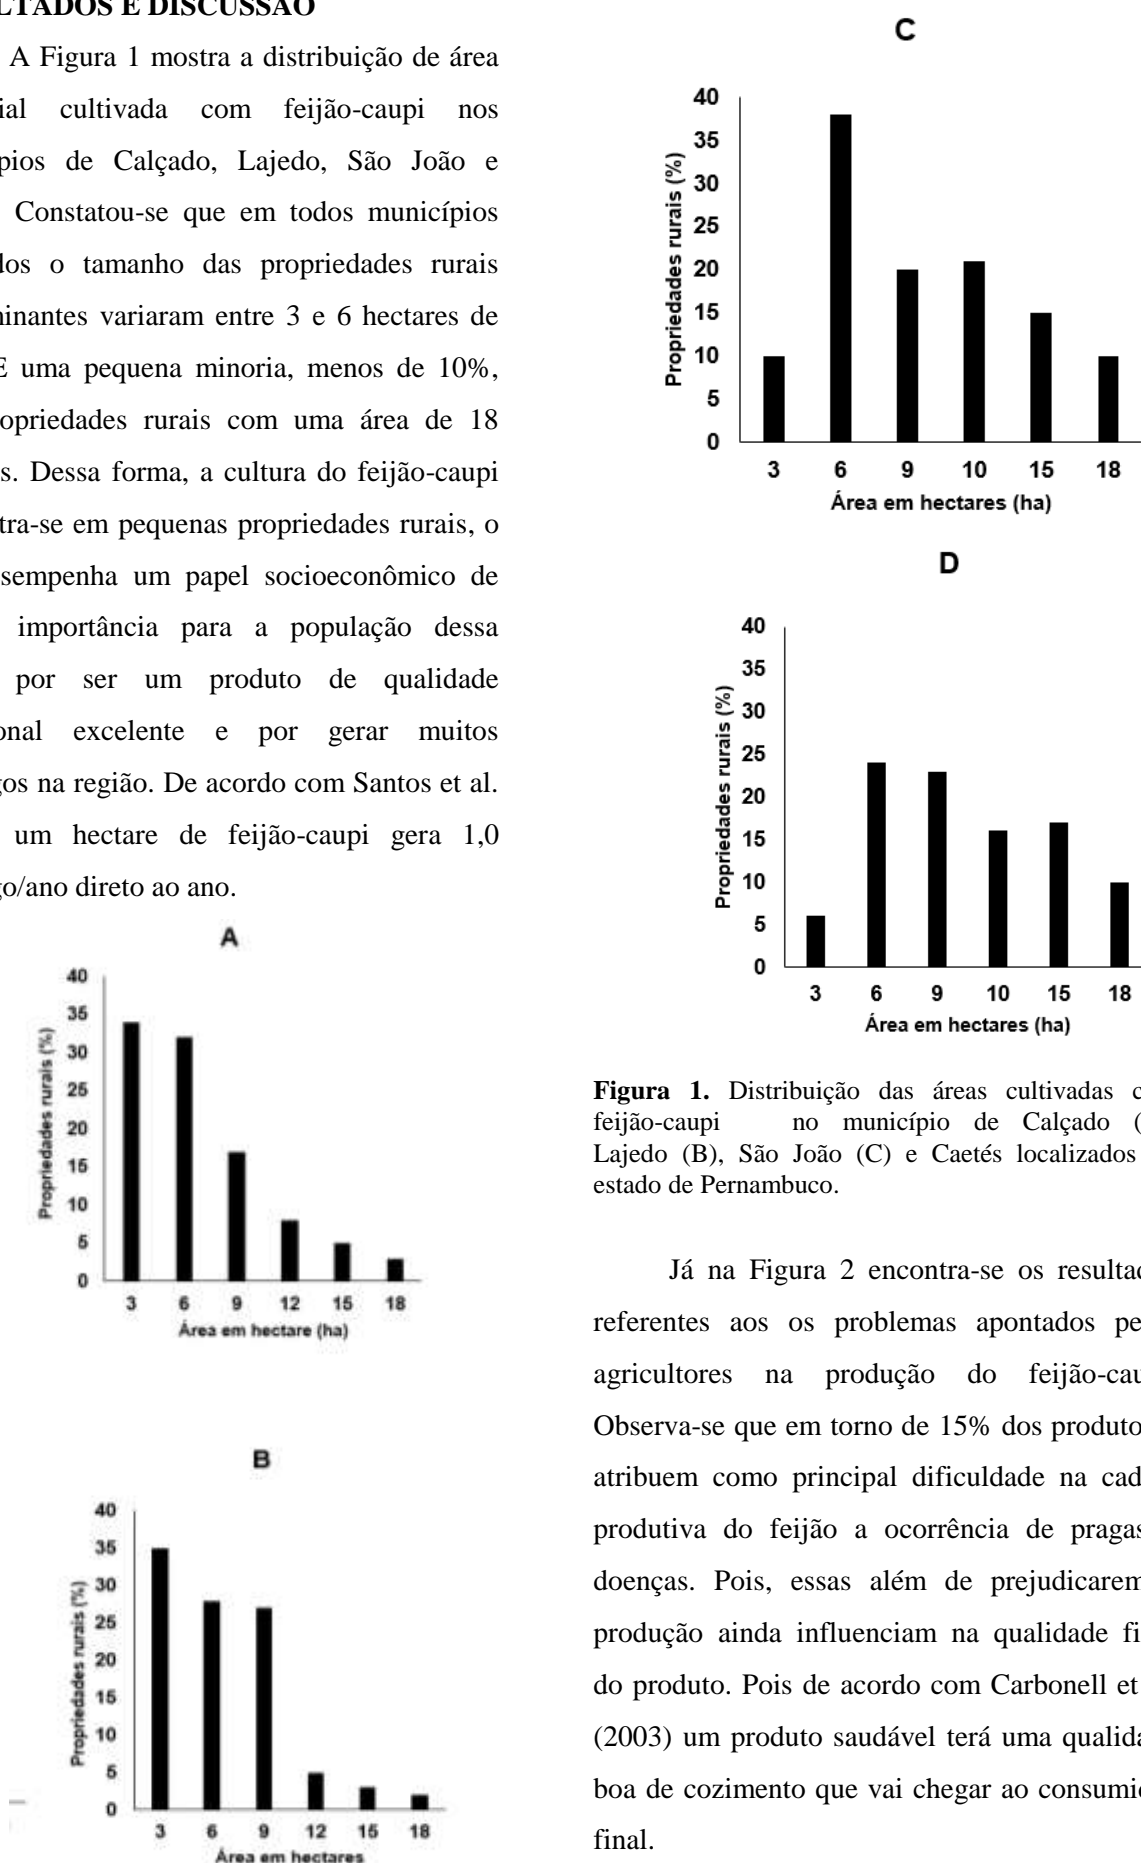 LTADOS E DISCUSSÃO
A Figura 1 mostra a distribuição de área
ial cultivada com feijão-caupi nos
pios de Calçado, Lajedo, São João e
Constatou-se que em todos municípios
dos o tamanho das propriedades rurais
inantes variaram entre 3 e 6 hectares de
E uma pequena minoria, menos de 10%,
opriedades rurais com uma área de 18
s. Dessa forma, a cultura do feijão-caupi
tra-se em pequenas propriedades rurais, o
sempenha um papel socioeconômico de
importância para a população dessa
por ser um produto de qualidade
onal excelente e por gerar muitos
gos na região. De acordo com Santos et al.
um hectare de feijão-caupi gera 1,0
go/ano direto ao ano.
A
Propriedades rurais (%)
40
35
30
25
20
15
10
5
0
3 6 9 12 15 18
Área em hectare (ha)
B
Propriedades rurais (%)
40
35
30
25
20
15
10
5
0
3 6 9 12 15 18
Área em hectares
C
Propriedades rurais (%)
40
35
30
25
20
15
10
5
0
3 6 9 10 15 18
Área em hectares (ha)
D
Propriedades rurais (%)
40
35
30
25
20
15
10
5
0
3 6 9 10 15 18
Área em hectares (ha)
Figura 1. Distribuição das áreas cultivadas c
feijão-caupi no município de Calçado (
Lajedo (B), São João (C) e Caetés localizados
estado de Pernambuco.
Já na Figura 2 encontra-se os resultad
referentes aos os problemas apontados pe
agricultores na produção do feijão-cau
Observa-se que em torno de 15% dos produto
atribuem como principal dificuldade na cad
produtiva do feijão a ocorrência de pragas
doenças. Pois, essas além de prejudicarem
produção ainda influenciam na qualidade fi
do produto. Pois de acordo com Carbonell et
(2003) um produto saudável terá uma qualida
boa de cozimento que vai chegar ao consumid
final.